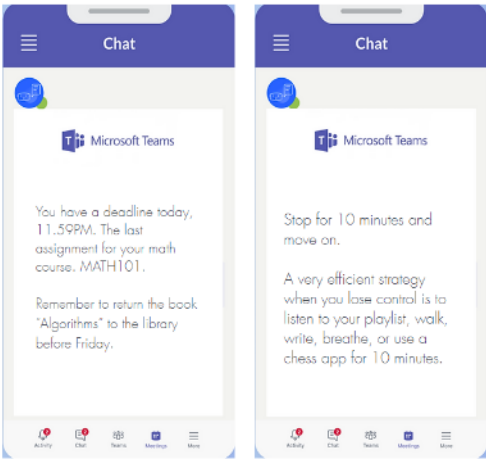 Chat
Microsoft Teams
You have a deadline today,
11.59PM. The last
assignment for your math
course. MATH101.
Remember to return the book
"Algorithms" to the library
before Friday.
Activity
Chat
Teams
Meetings
More
Chat
Microsoft Teams
Stop for 10 minutes and
move on.
A very efficient strategy
when you lose control is to
listen to your playlist, walk,
write, breathe, or use a
chess app for 10 minutes.
Activity
Chat
Teams
Meetings
More